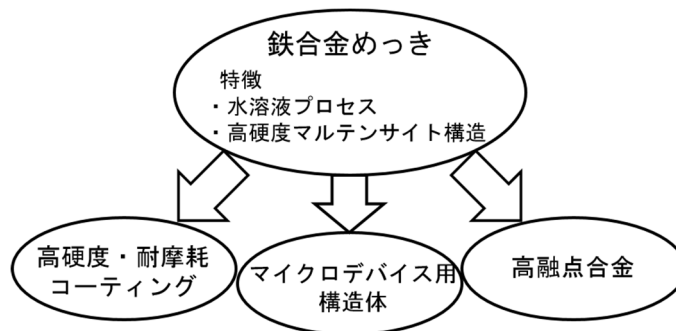 鉄合金めっき
特徴
・水溶液プロセス
・高硬度マルテンサイト構造
高硬度・耐摩耗
コーティング
マイクロデバイス用
構造体
高融点合金